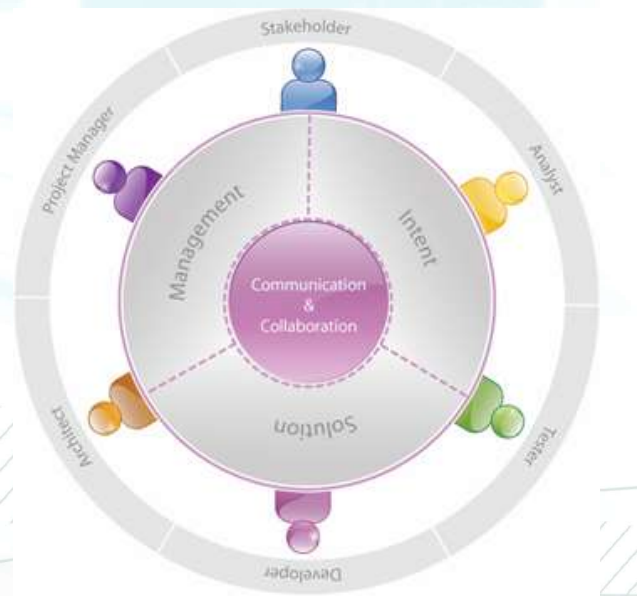 Stakeholder
Project Manager
Analyst
Management
Intent
Communication
&
Collaboration
Solution
Architect
Tester
Developer